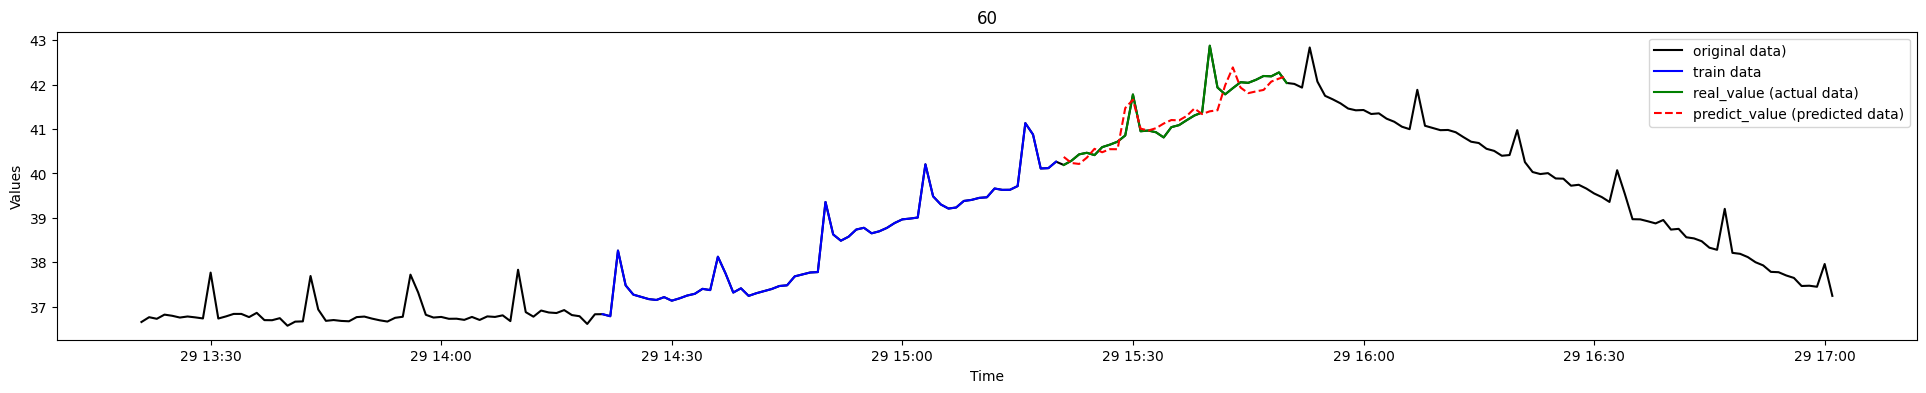 60
43
42
41
40
39
38
37
Values
29 13:30
29 14:00
29 14:30
29 15:00
29 15:30
29 16:00
29 16:30
29 17:00
Time
original data)
train data
real_value (actual data)
predict_value (predicted data)